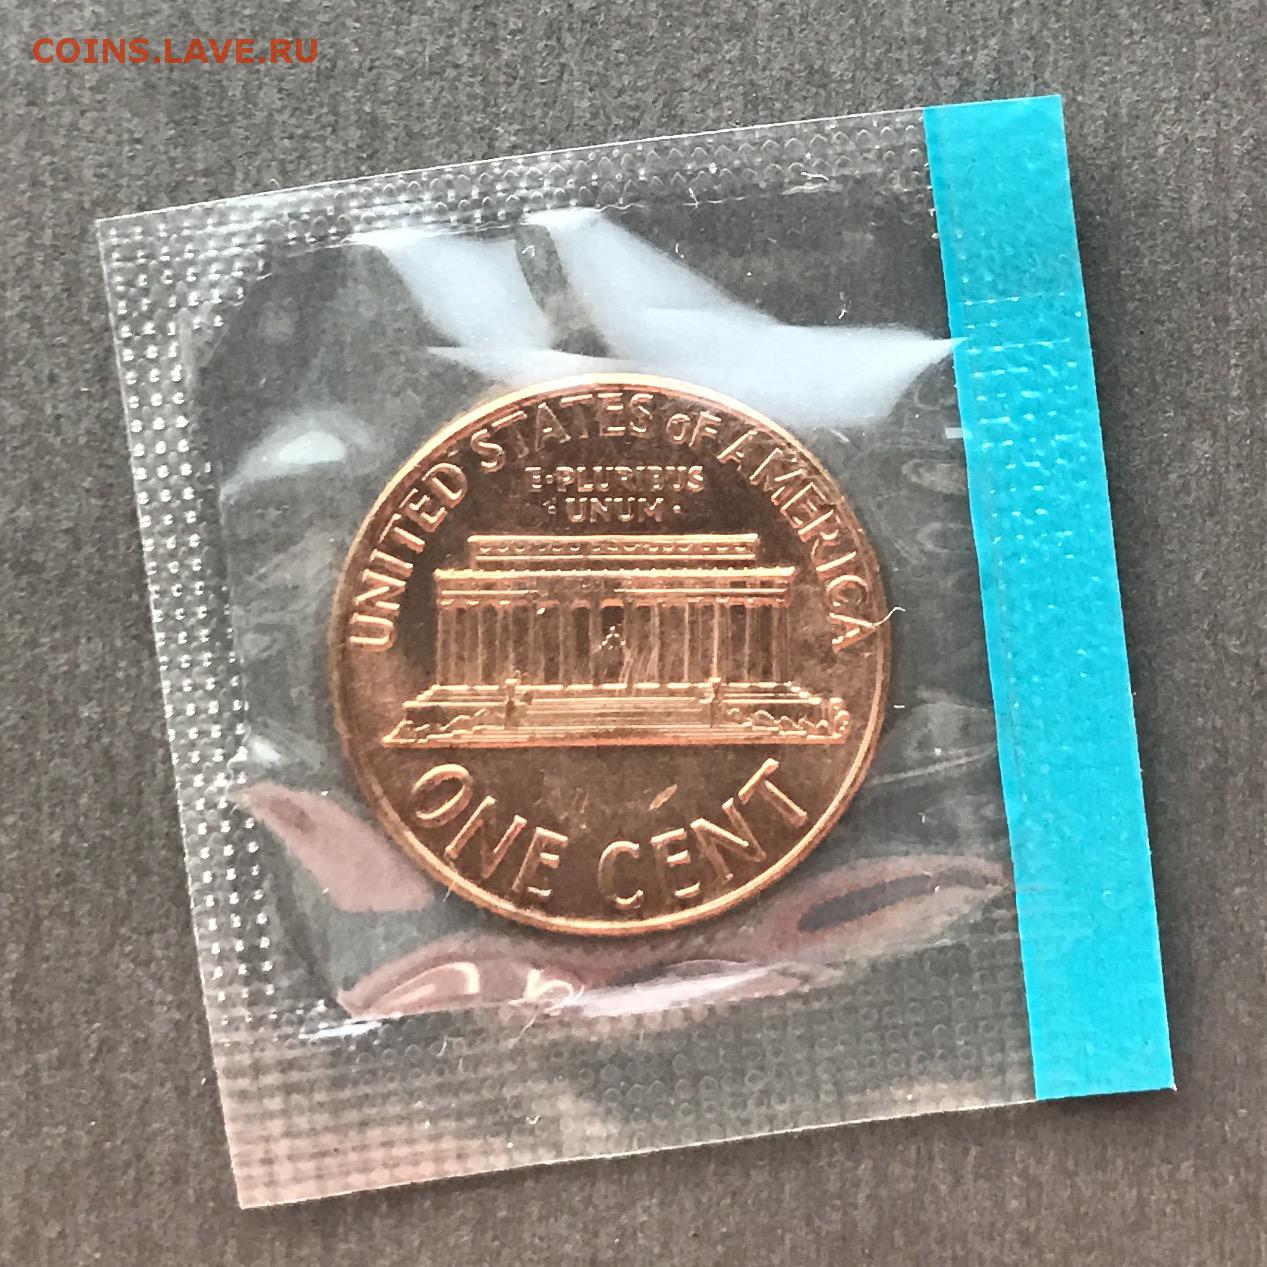 COINS.LAVE.RU
UNITED STATES OF AMERICA
E·PLURIBUS
·UNUM·
ONE CENT